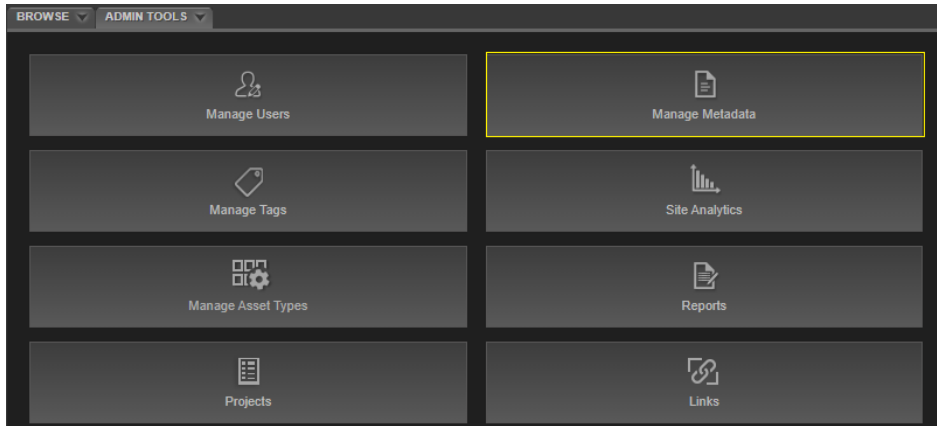 BROWSE
ADMIN TOOLS
Manage Users
Manage Metadata
Manage Tags
Site Analytics
Manage Asset Types
Reports
Projects
Links